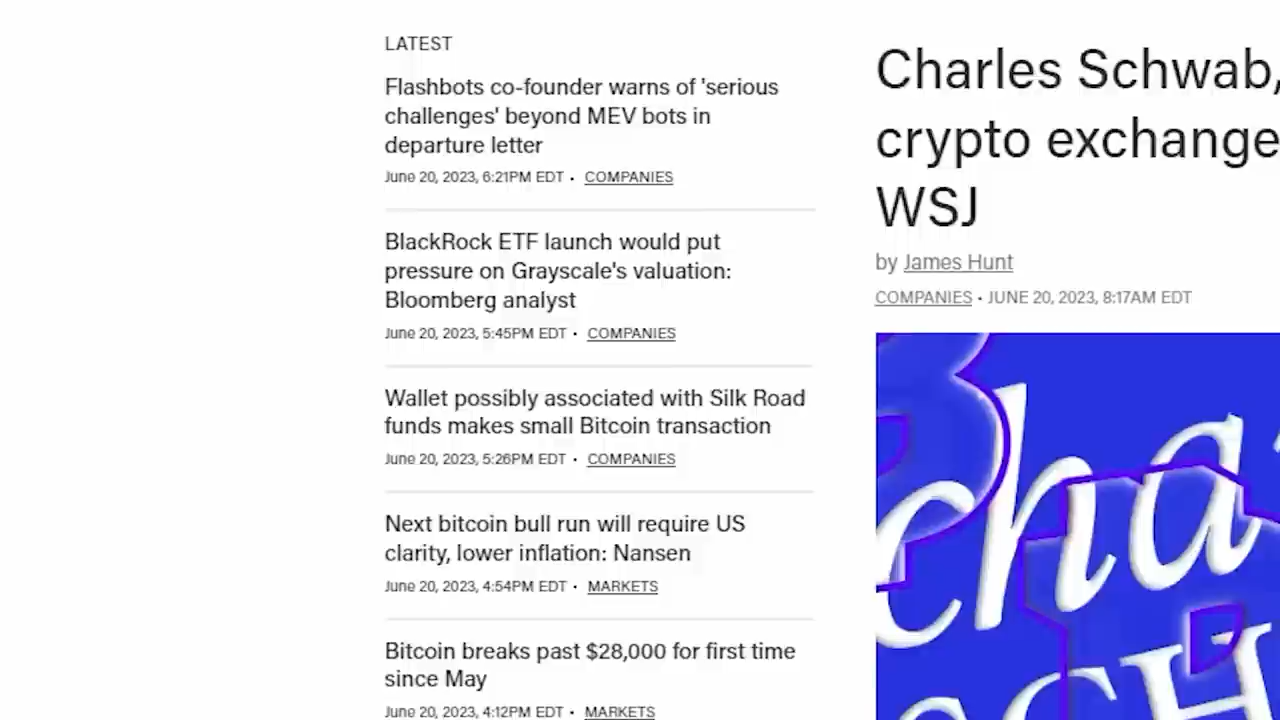 LATEST
Flashbots co-founder warns of 'serious
challenges' beyond MEV bots in
departure letter
June 20, 2023, 6:21PM EDT • COMPANIES
BlackRock ETF launch would put
pressure on Grayscale's valuation:
Bloomberg analyst
June 20, 2023, 5:45PM EDT • COMPANIES
Wallet possibly associated with Silk Road
funds makes small Bitcoin transaction
June 20, 2023, 5:26PM EDT • COMPANIES
Next bitcoin bull run will require US
clarity, lower inflation: Nansen
June 20, 2023, 4:54PM EDT • MARKETS
Bitcoin breaks past $28,000 for first time
since May
June 20, 2023, 4:12PM EDT • MARKETS
Charles Schwab,
crypto exchange
WSJ
by James Hunt
COMPANIES • JUNE 20, 2023, 8:17AM EDT
cha
SCH